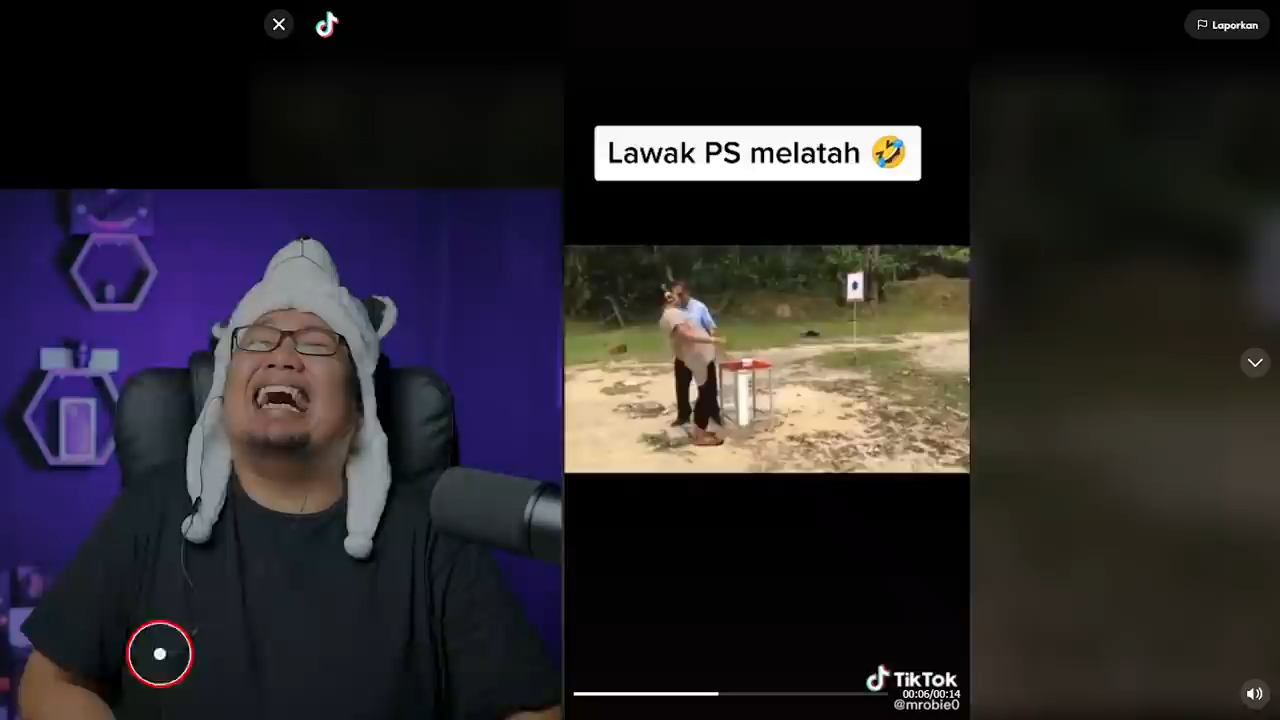 Laporkan
Lawak PS melatah 🤣
TikTok
00:06/00:14
@mrobie0